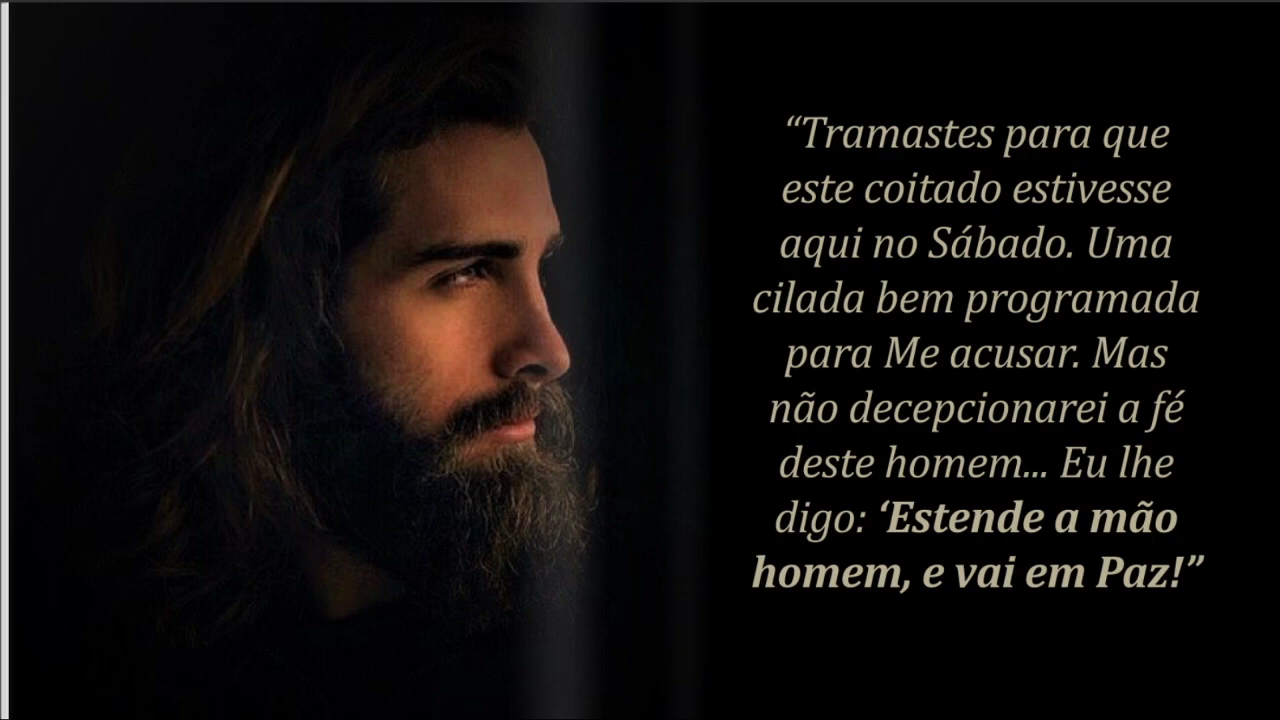 “Tramastes para que
este coitado estivesse
aqui no Sábado. Uma
cilada bem programada
para Me acusar. Mas
não decepcionarei a fé
deste homem... Eu lhe
digo: ‘Estende a mão
homem, e vai em Paz!”